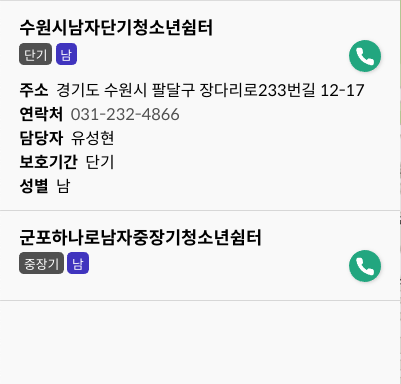 수원시남자단기청소년쉼터
단기 남
주소 경기도 수원시 팔달구 장다리로233번길 12-17
연락처 031-232-4866
담당자 유성현
보호기간 단기
성별 남
군포하나로남자중장기청소년쉼터
중장기 남